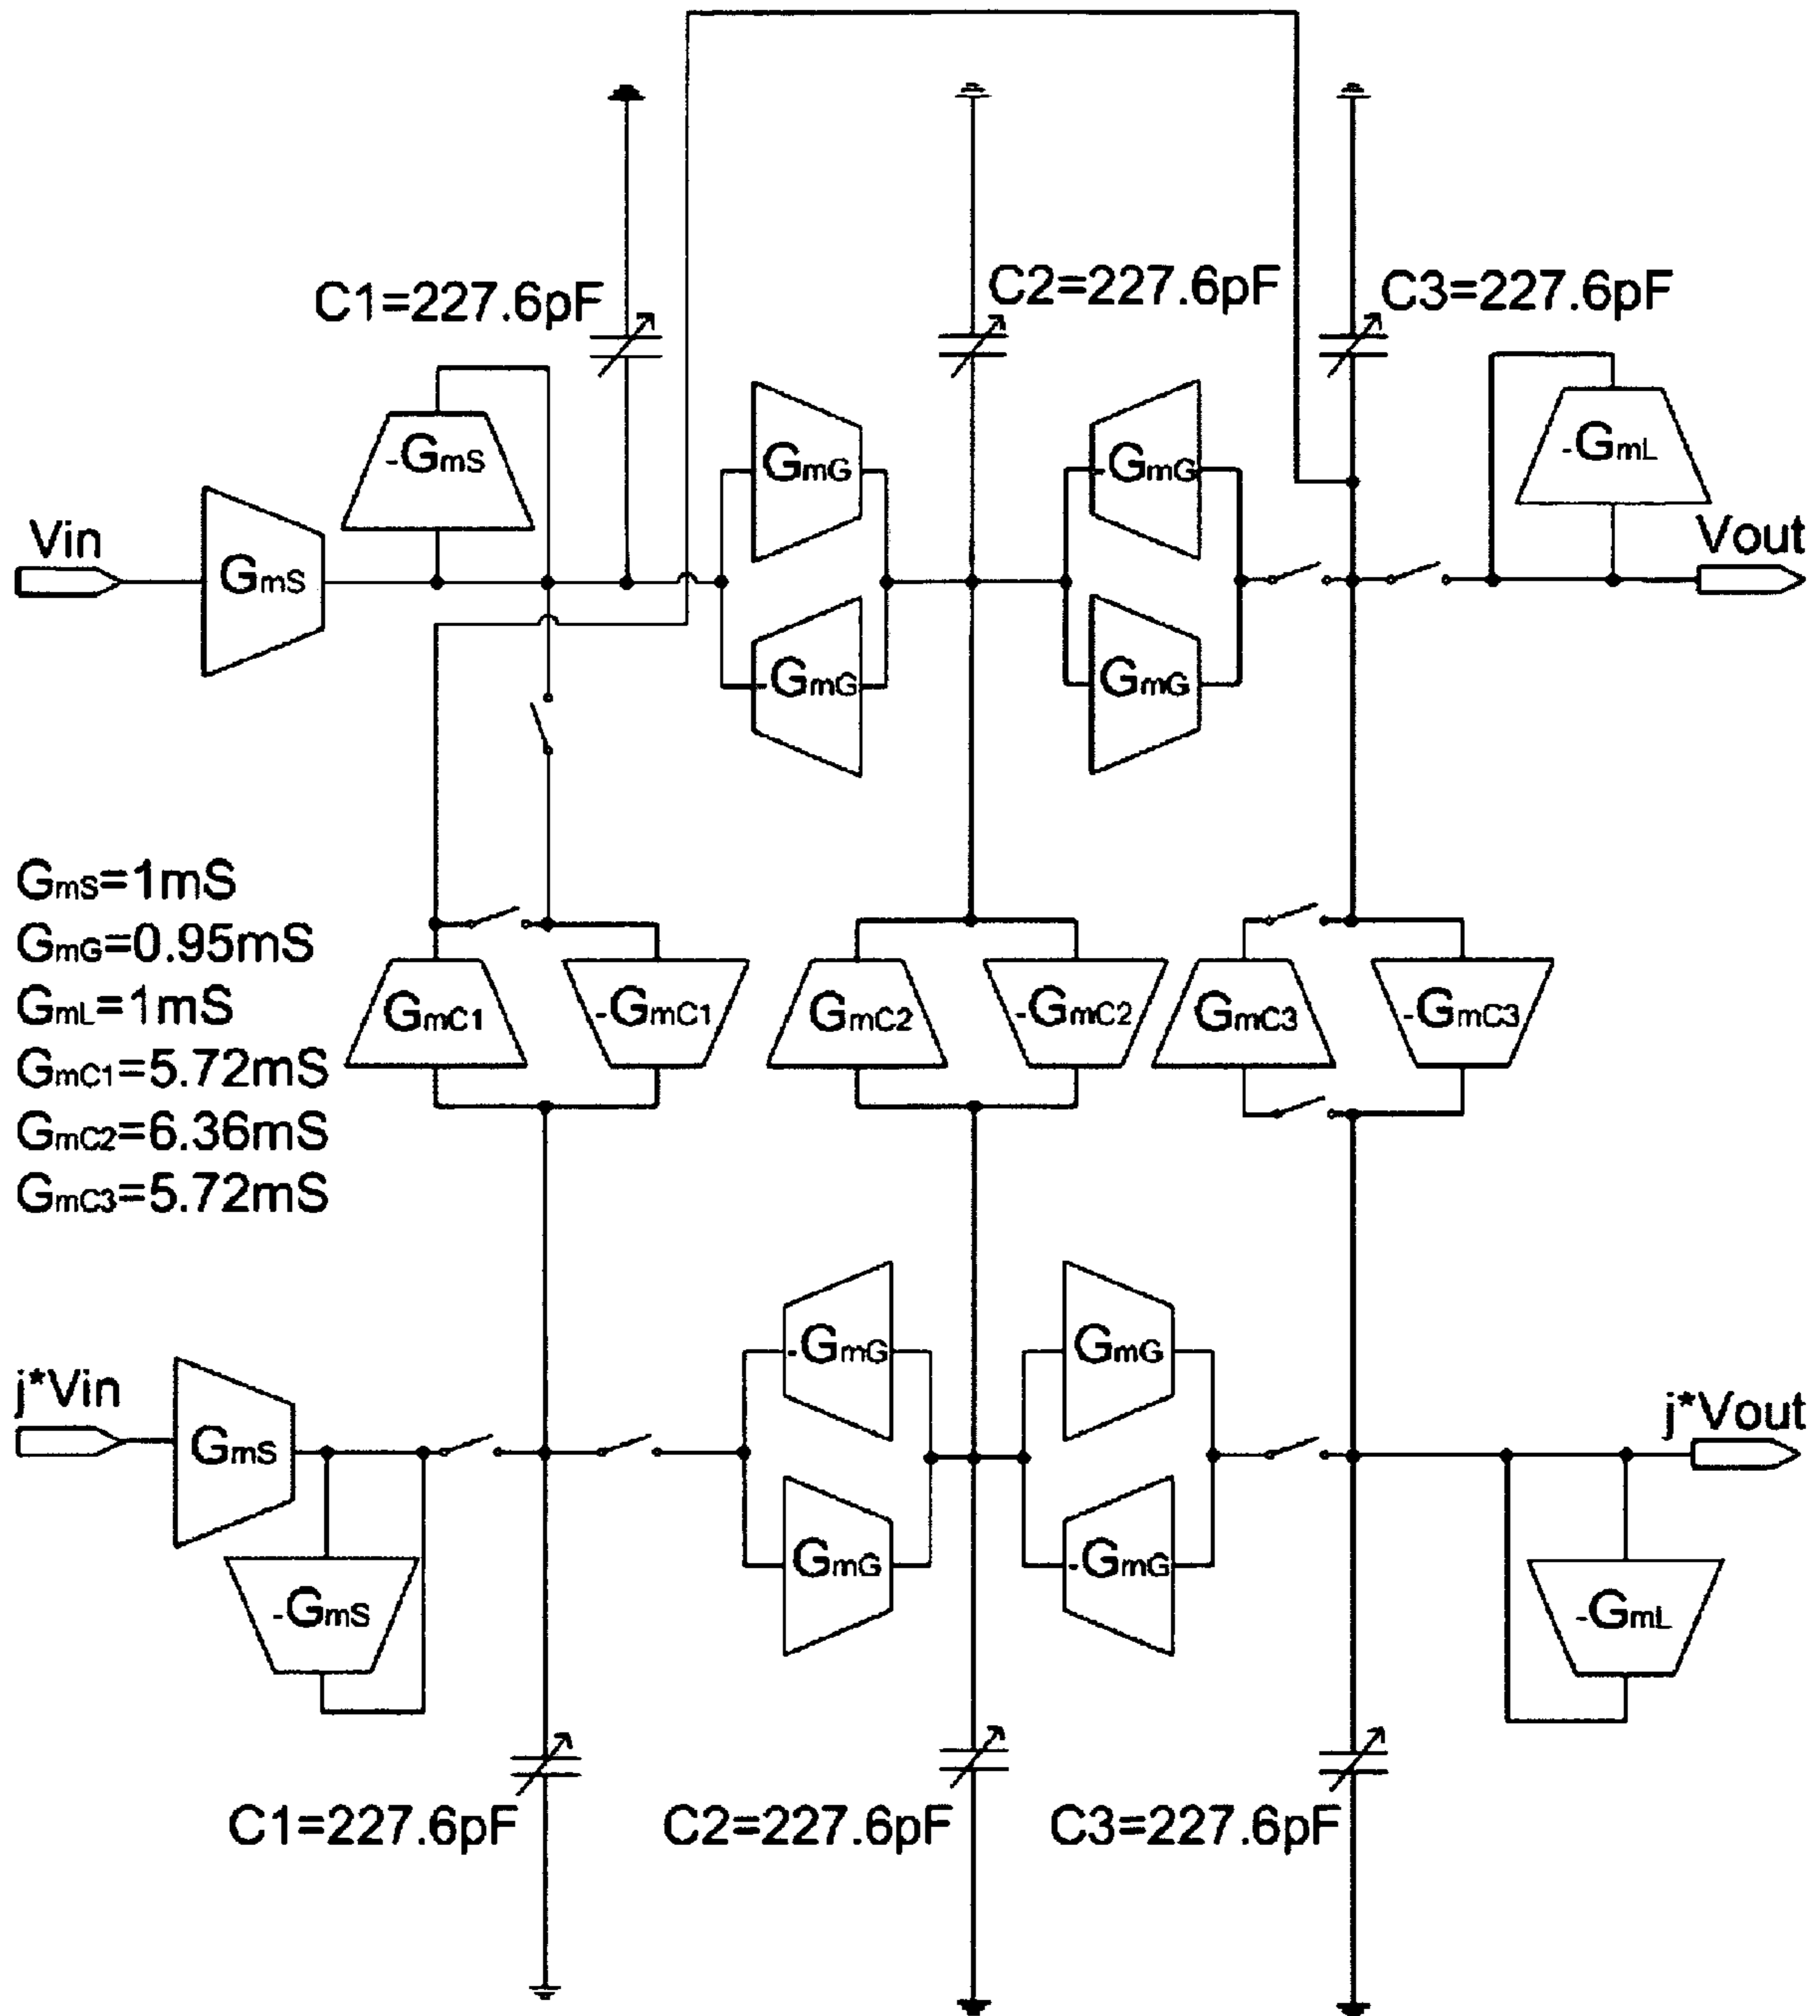 C1=227.6pF
C2=227.6pF
C3=227.6pF
-GmS
GmG
-GmG
-GmL
Vin
GmS
Vout
-GmG
GmG
GmS=1mS
GmG=0.95mS
GmL=1mS
GmC1=5.72mS
GmC2=6.36mS
GmC3=5.72mS
GmC1
-GmC1
GmC2
-GmC2
GmC3
-GmC3
-GmG
GmG
j*Vin
GmS
j*Vout
-GmS
GmG
-GmG
-GmL
C1=227.6pF
C2=227.6pF
C3=227.6pF